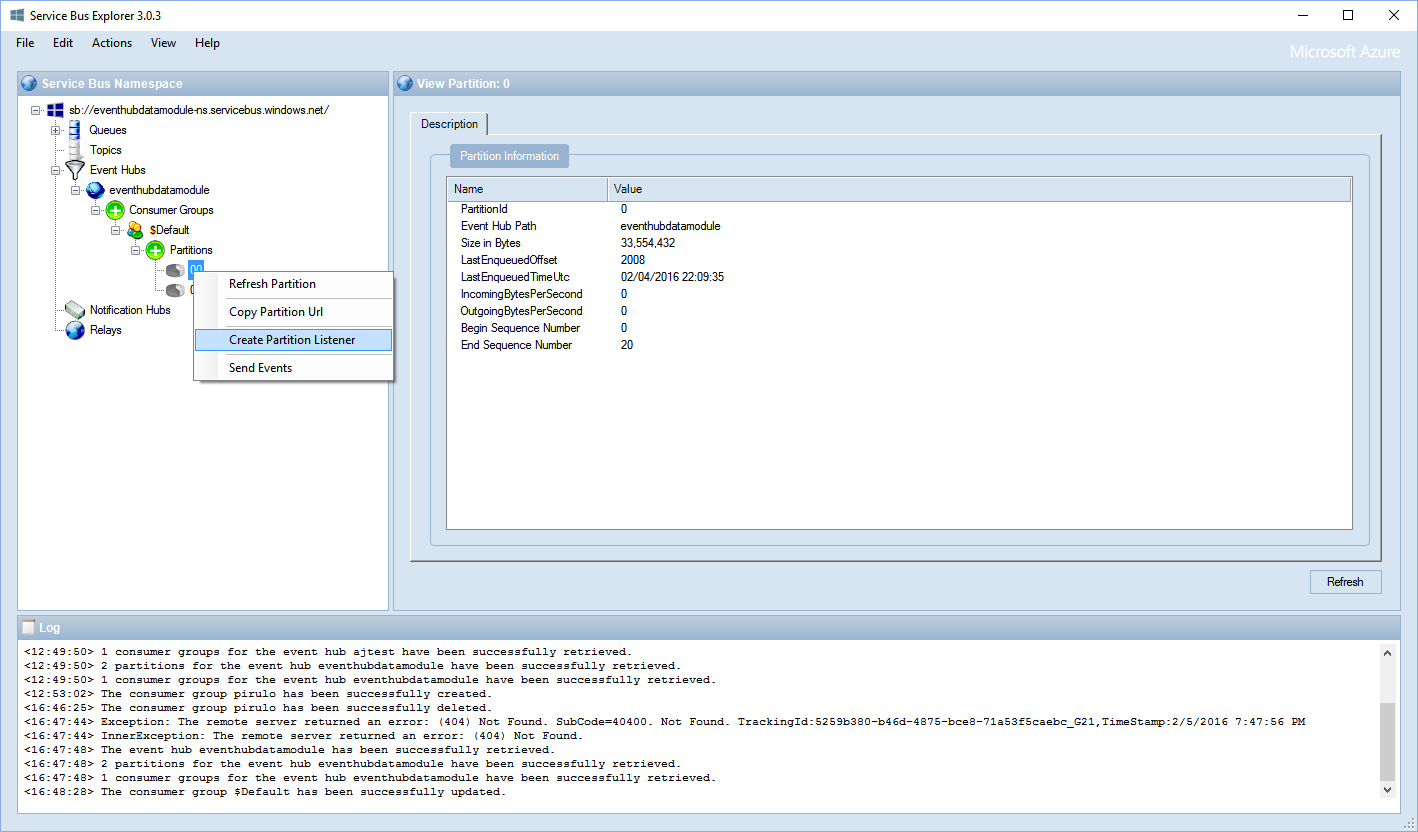 Service Bus Explorer 3.0.3
File Edit Actions View Help
Microsoft Azure
Service Bus Namespace
sb://eventhubdatamodule-ns.servicebus.windows.net/
Queues
Topics
Event Hubs
eventhubdatamodule
Consumer Groups
$Default
Partitions
00
Notification Hubs
Relays
Refresh Partition
Copy Partition Url
Create Partition Listener
Send Events
View Partition: 0
Description
Partition Information
Name Value
PartitionId 0
Event Hub Path eventhubdatamodule
Size in Bytes 33,554,432
LastEnqueuedOffset 2008
LastEnqueuedTimeUtc 02/04/2016 22:09:35
IncomingBytesPerSecond 0
OutgoingBytesPerSecond 0
Begin Sequence Number 0
End Sequence Number 20
Refresh
Log
<12:49:50> 1 consumer groups for the event hub ajtest have been successfully retrieved.
<12:49:50> 2 partitions for the event hub eventhubdatamodule have been successfully retrieved.
<12:49:50> 1 consumer groups for the event hub eventhubdatamodule have been successfully retrieved.
<12:53:02> The consumer group pirulo has been successfully created.
<16:46:25> The consumer group pirulo has been successfully deleted.
<16:47:44> Exception: The remote server returned an error: (404) Not Found. SubCode=40400. Not Found. TrackingId:5259b380-b46d-4875-bce8-71a53f5caebc_G21,TimeStamp:2/5/2016 7:47:56 PM
<16:47:44> InnerException: The remote server returned an error: (404) Not Found.
<16:47:48> The event hub eventhubdatamodule has been successfully retrieved.
<16:47:48> 2 partitions for the event hub eventhubdatamodule have been successfully retrieved.
<16:47:48> 1 consumer groups for the event hub eventhubdatamodule have been successfully retrieved.
<16:48:28> The consumer group $Default has been successfully updated.